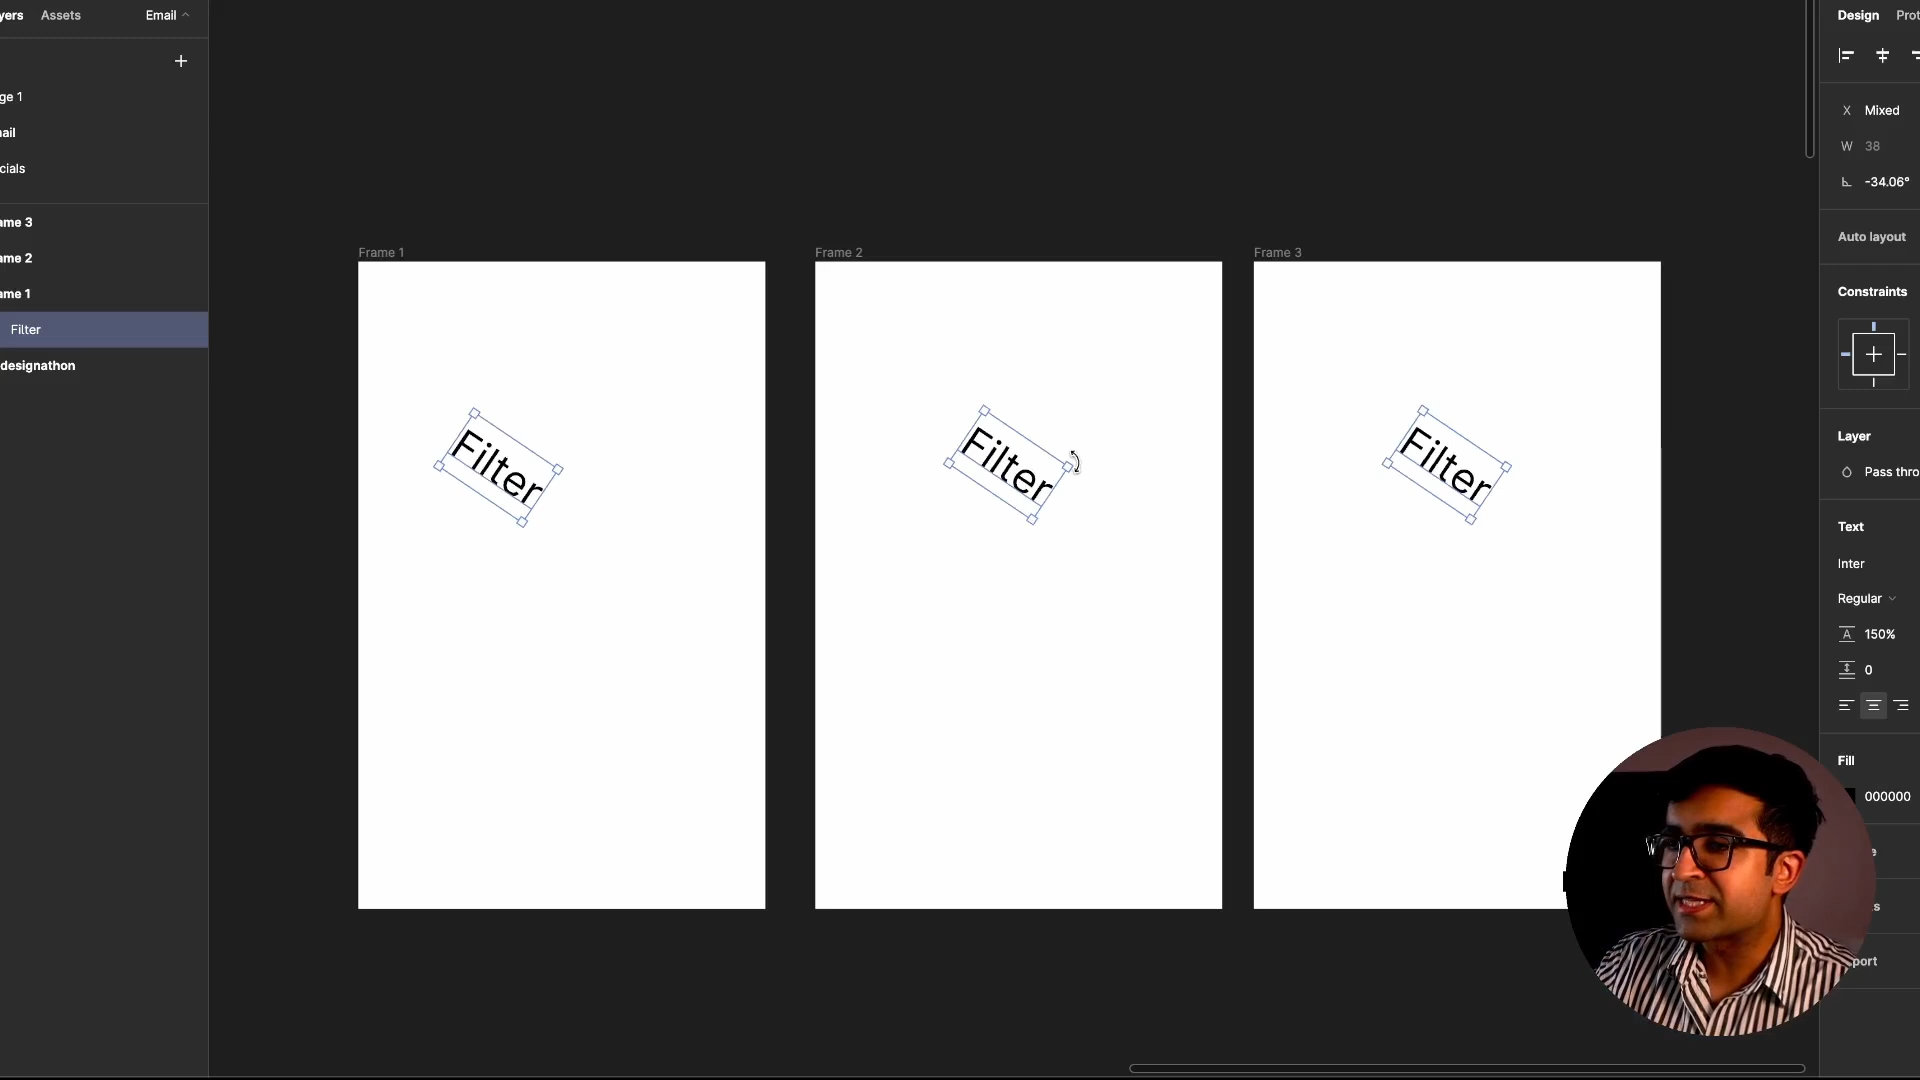 yers Assets Email
ge 1
ail
cials
ame 3
ame 2
ame 1
Filter
designathon
Frame 1
Filter
Frame 2
Filter
Frame 3
Filter
Design Prot
X Mixed
W 38
-34.06°
Auto layout
Constraints
Layer
Pass thro
Text
Inter
Regular
A 150%
0
Fill
000000
e
s
port